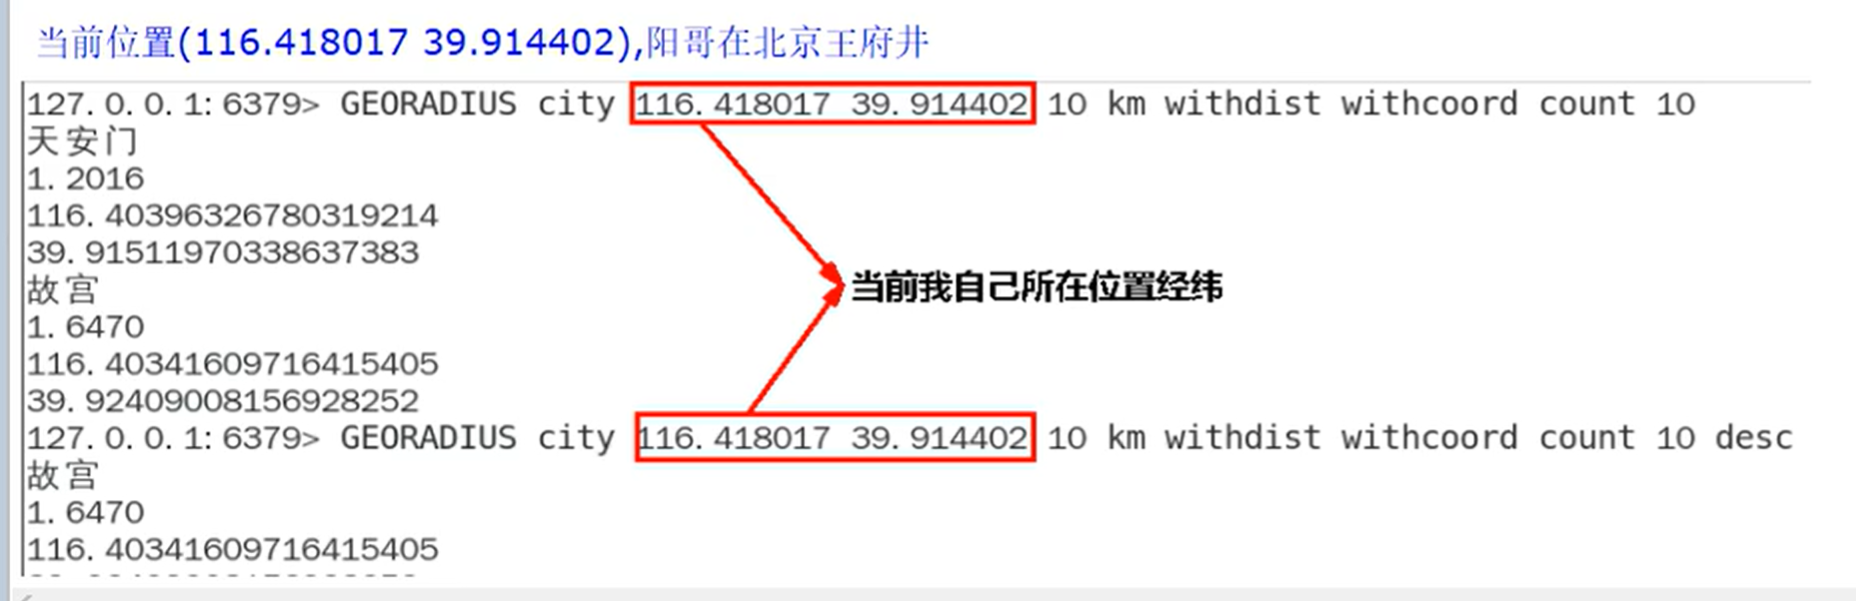 当前位置(116.418017 39.914402),阳哥在北京王府井
127.0.0.1:6379> GEORADIUS city 116.418017 39.914402 10 km withdist withcoord count 10
天安门
1.2016
116.40396326780319214
39.91511970338637383
当前我自己所在位置经纬
故宫
1.6470
116.40341609716415405
39.92409008156928252
127.0.0.1:6379> GEORADIUS city 116.418017 39.914402 10 km withdist withcoord count 10 desc
故宫
1.6470
116.40341609716415405